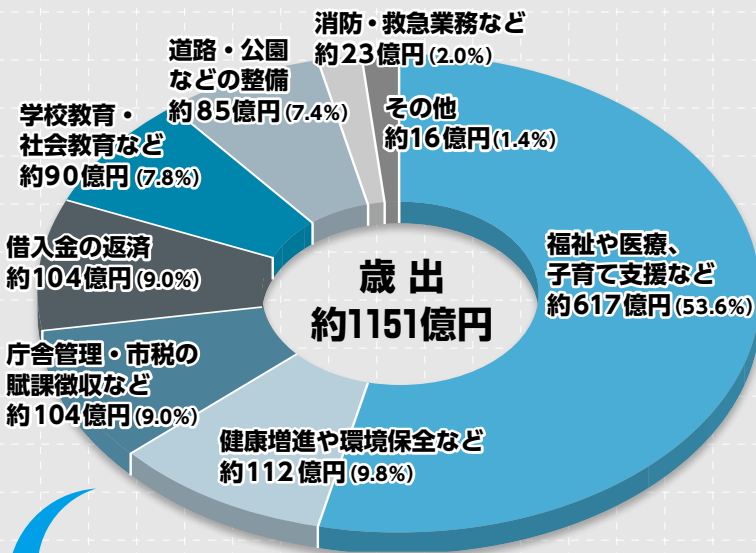 消防・救急業務など
約23億円(2.0%)
道路・公園
などの整備
約85億円(7.4%)
その他
約16億円(1.4%)
学校教育・
社会教育など
約90億円(7.8%)
借入金の返済
約104億円(9.0%)
福祉や医療、
子育て支援など
約617億円(53.6%)
歳出
約1151億円
庁舎管理・市税の
賦課徴収など
約104億円(9.0%)
健康増進や環境保全など
約112億円(9.8%)